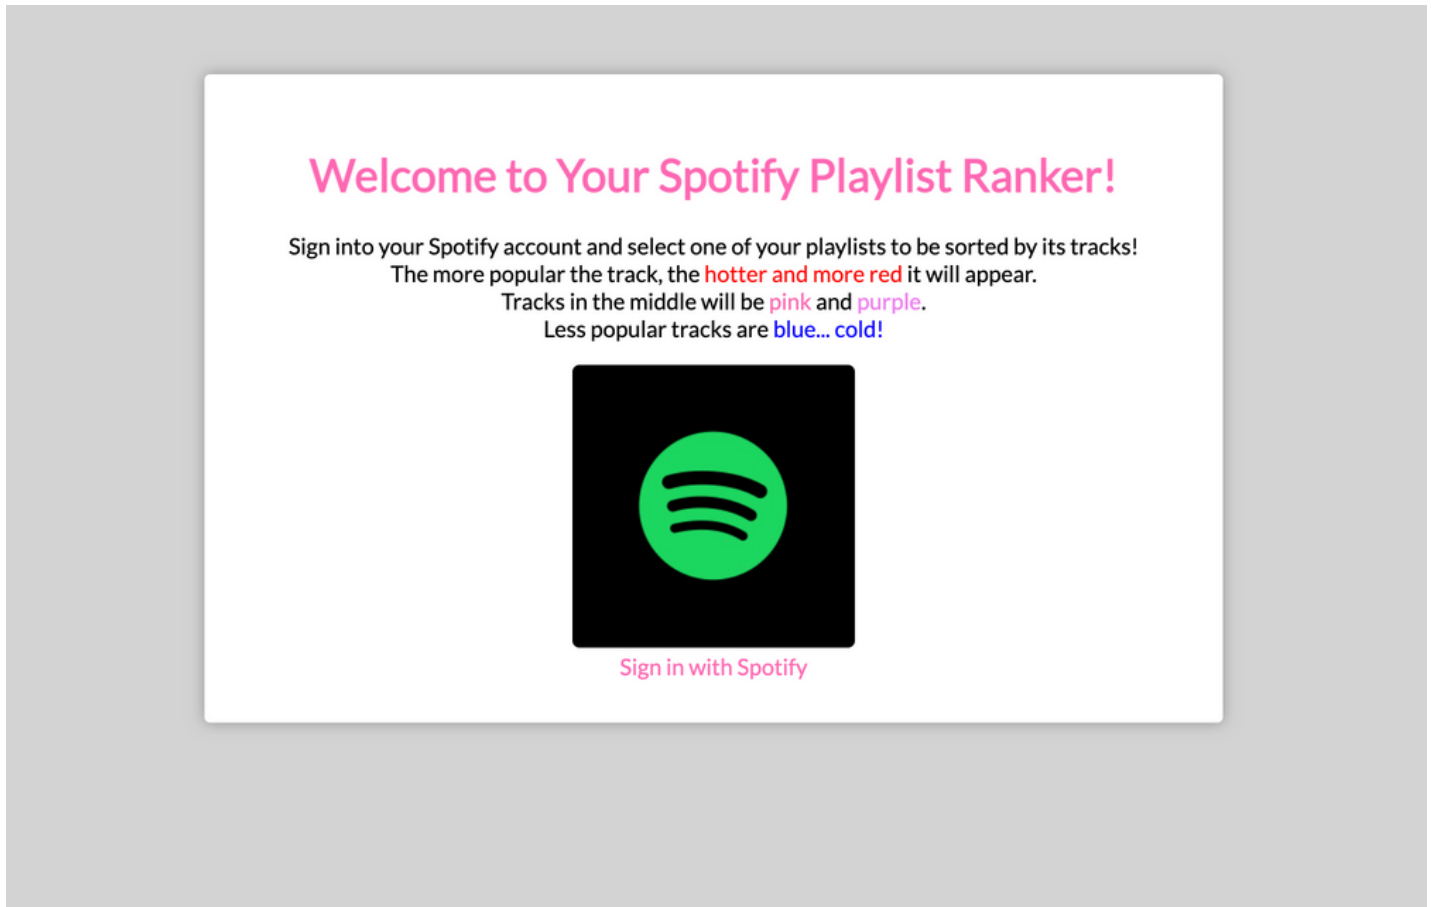 Welcome to Your Spotify Playlist Ranker!
Sign into your Spotify account and select one of your playlists to be sorted by its tracks!
The more popular the track, the hotter and more red it will appear.
Tracks in the middle will be pink and purple.
Less popular tracks are blue... cold!
Sign in with Spotify